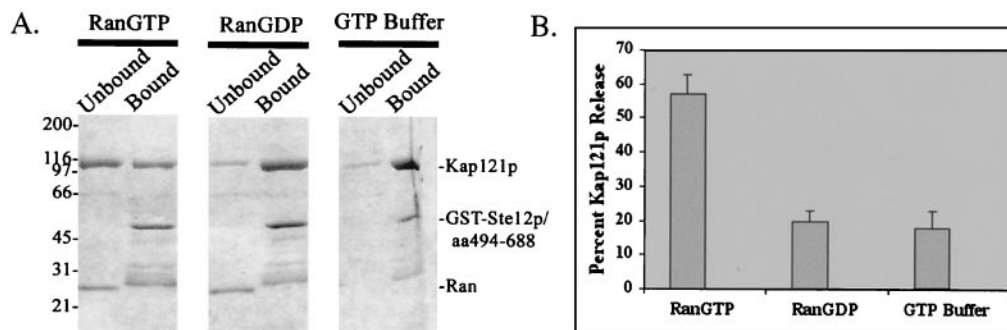 A.
RanGTP RanGDP GTP Buffer
Unbound Bound Unbound Bound Unbound Bound
200-
116-
97-
66-
45-
31-
21-
-Kap121p
-GST-Ste12p/
aa494-688
-Ran
B.
Percent Kap121p Release
70
60
50
40
30
20
10
0
RanGTP RanGDP GTP Buffer